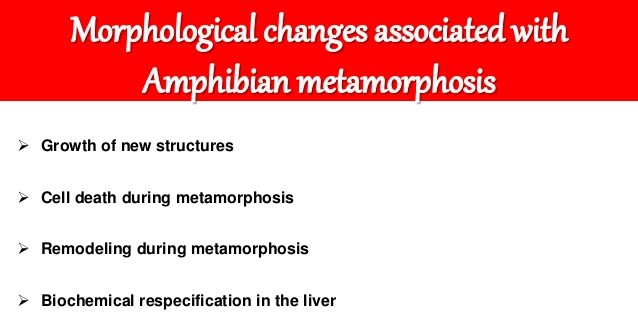 Morphological changes associated with
Amphibian metamorphosis
➢ Growth of new structures
➢ Cell death during metamorphosis
➢ Remodeling during metamorphosis
➢ Biochemical respecification in the liver